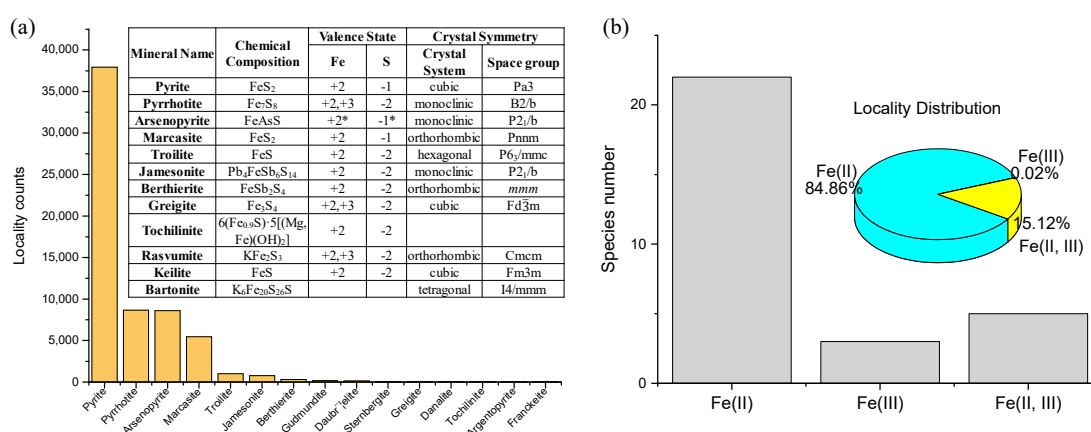 (a)
40,000
35,000
30,000
25,000
20,000
15,000
10,000
5,000
0
Locality counts
Mineral Name Chemical Composition Valence State Crystal Symmetry
Fe S Crystal System Space group
Pyrite FeS₂ +2 -1 cubic Pa3
Pyrrhotite Fe₇S₈ +2,+3 -2 monoclinic B2/b
Arsenopyrite FeAsS +2* -1* monoclinic P2₁/b
Marcasite FeS₂ +2 -1 orthorhombic Pnnm
Troilite FeS +2 -2 hexagonal P6₃/mmc
Jamesonite Pb₄FeSb₆S₁₄ +2 -2 monoclinic P2₁/b
Berthierite FeSb₂S₄ +2 -2 orthorhombic mmm
Greigite Fe₃S₄ +2,+3 -2 cubic Fd3̅m
Tochilinite 6(Fe₀.₉S)·5[(Mg, Fe)(OH)₂] +2 -2
Rasvumite KFe₂S₃ +2,+3 -2 orthorhombic Cmcm
Keilite FeS +2 -2 cubic Fm3m
Bartonite K₆Fe₂₀S₂₆S tetragonal I4/mmm
Pyrite
Pyrrhotite
Arsenopyrite
Marcasite
Troilite
Jamesonite
Berthierite
Gudmundite
Daubr¨¦elite
Sternbergite
Greigite
Danalite
Tochilinite
Argentopyrite
Franckeite
(b)
20
10
0
Species number
Locality Distribution
Fe(II)
84.86%
Fe(III)
0.02%
15.12%
Fe(II, III)
Fe(II) Fe(III) Fe(II, III)